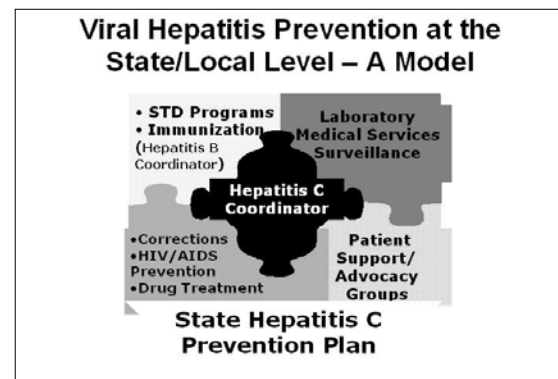 Viral Hepatitis Prevention at the
State/Local Level – A Model
• STD Programs
• Immunization
(Hepatitis B
Coordinator)
Laboratory
Medical Services
Surveillance
Hepatitis C
Coordinator
•Corrections
•HIV/AIDS
Prevention
•Drug Treatment
Patient
Support/
Advocacy
Groups
State Hepatitis C
Prevention Plan